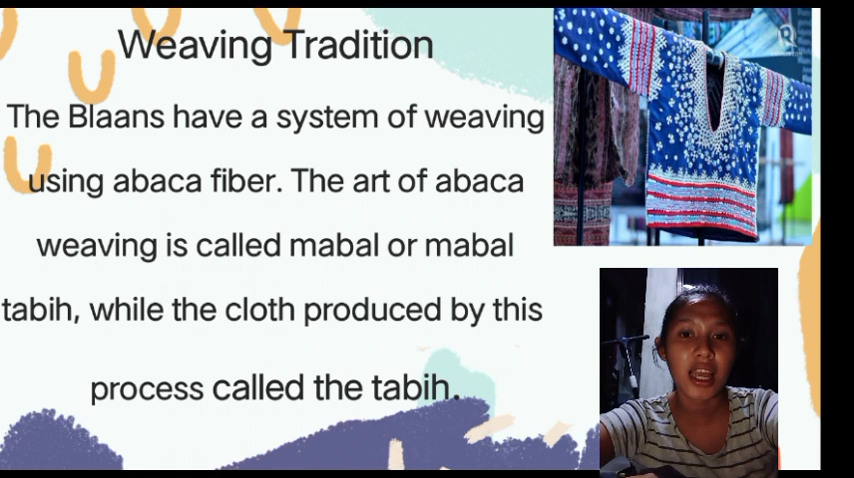 Weaving Tradition
The Blaans have a system of weaving
using abaca fiber. The art of abaca
weaving is called mabal or mabal
tabih, while the cloth produced by this
process called the tabih.